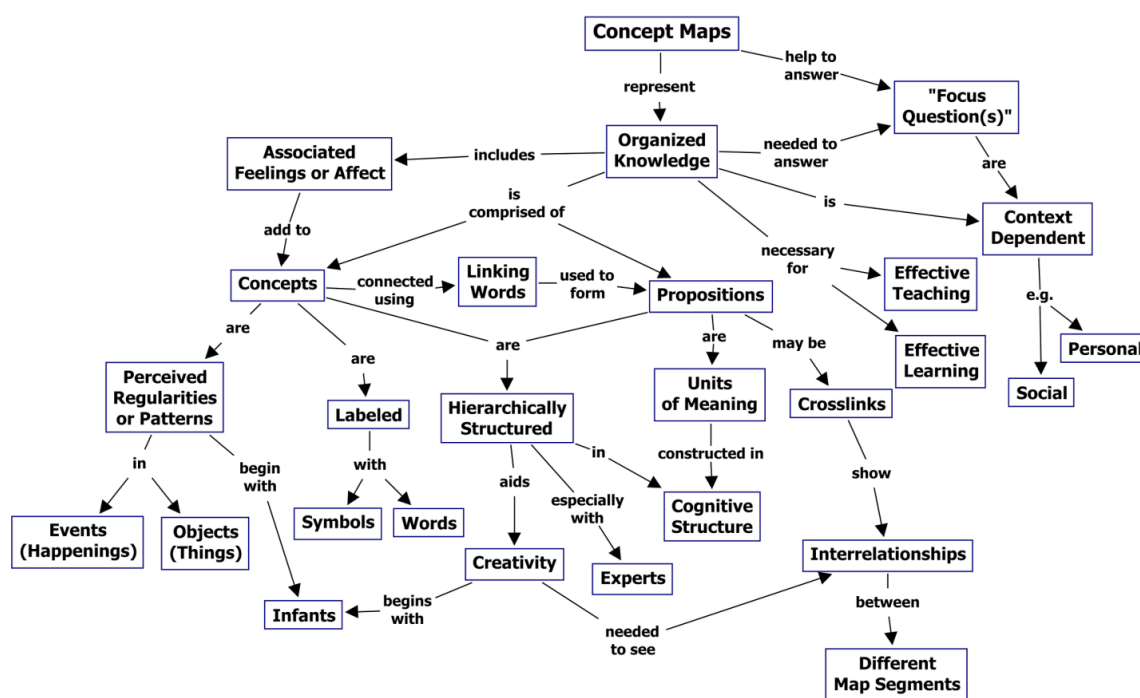 Concept Maps
help to
answer
represent
"Focus
Question(s)"
Organized
Knowledge
needed to
answer
Associated
Feelings or Affect
includes
are
is
comprised of
is
Context
Dependent
add to
necessary
for
Linking
Words
connected
using
used to
form
Concepts
Propositions
Effective
Teaching
e.g.
are
are
are
are
may be
Effective
Learning
Personal
Social
Perceived
Regularities
or Patterns
Labeled
Hierarchically
Structured
Units
of Meaning
Crosslinks
in
begin
with
with
aids
in
constructed in
especially
with
show
Events
(Happenings)
Objects
(Things)
Symbols
Words
Cognitive
Structure
Creativity
Experts
Interrelationships
Infants
begins
with
needed
to see
between
Different
Map Segments